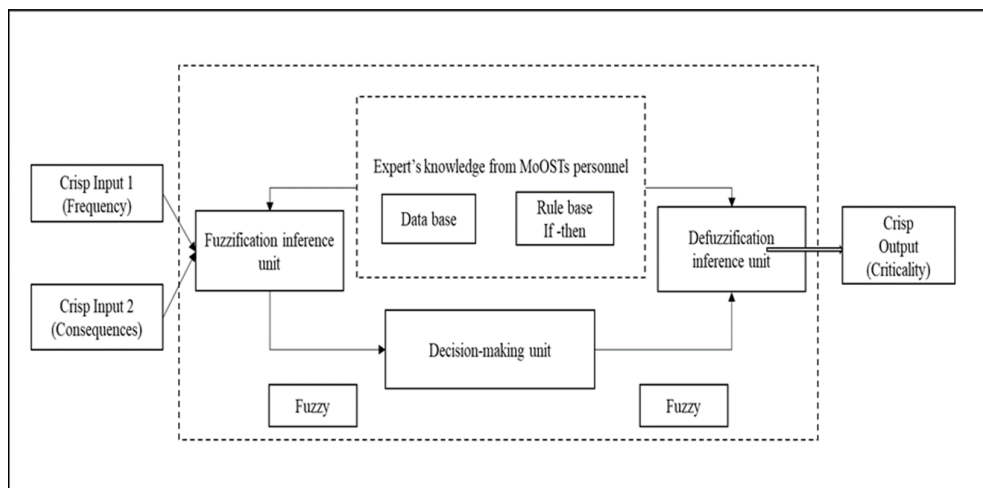 Expert's knowledge from MoOSTs personnel
Crisp Input 1
(Frequency)
Data base
Rule base
If -then
Fuzzification inference
unit
Defuzzification
inference unit
Crisp
Output
(Criticality)
Crisp Input 2
(Consequences)
Decision-making unit
Fuzzy
Fuzzy